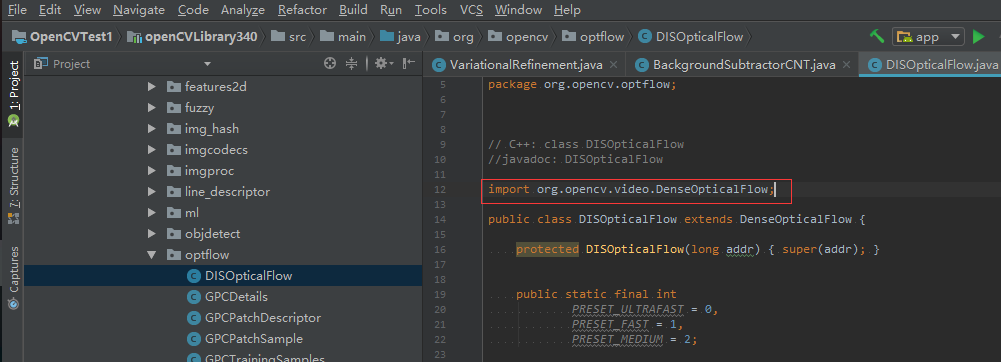 File Edit View Navigate Code Analyze Refactor Build Run Tools VCS Window Help
OpenCVTest1 openCVLibrary340 src main java org opencv optflow DISOpticalFlow app
Project VariationalRefinement.java BackgroundSubtractorCNT.java DISOpticalFlow.java
1: Project
7: Structure
Captures
features2d
fuzzy
img_hash
imgcodecs
imgproc
line_descriptor
ml
objdetect
optflow
DISOpticalFlow
GPCDetails
GPCPatchDescriptor
GPCPatchSample
GPCTrainingSamples
5 package org.opencv.optflow;
6
7
8
9 // C++: class DISOpticalFlow
10 //javadoc: DISOpticalFlow
11
12 import org.opencv.video.DenseOpticalFlow;
13
14 public class DISOpticalFlow extends DenseOpticalFlow {
15
16 protected DISOpticalFlow(long addr) { super(addr); }
17
18
19 public static final int
20 PRESET_ULTRAFAST = 0,
21 PRESET_FAST = 1,
22 PRESET_MEDIUM = 2;
23